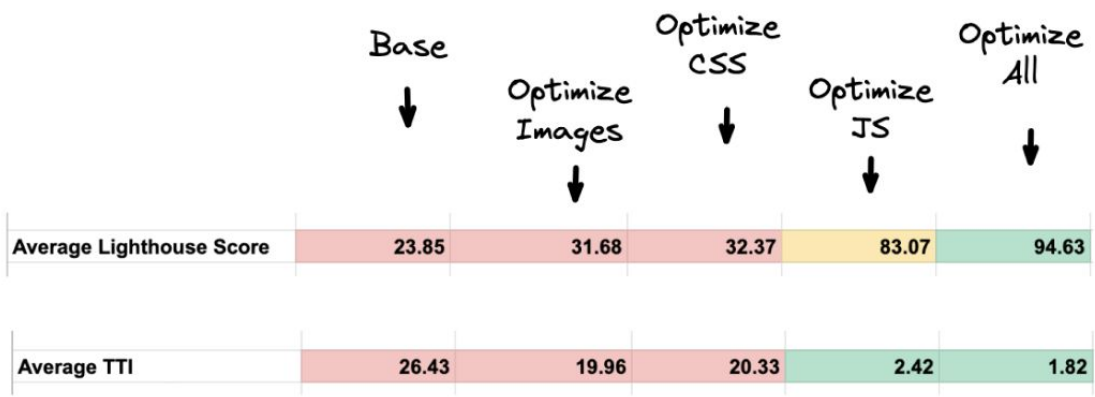 Base
Optimize
Images
Optimize
CSS
Optimize
JS
Optimize
All
Average Lighthouse Score 23.85 31.68 32.37 83.07 94.63
Average TTI 26.43 19.96 20.33 2.42 1.82